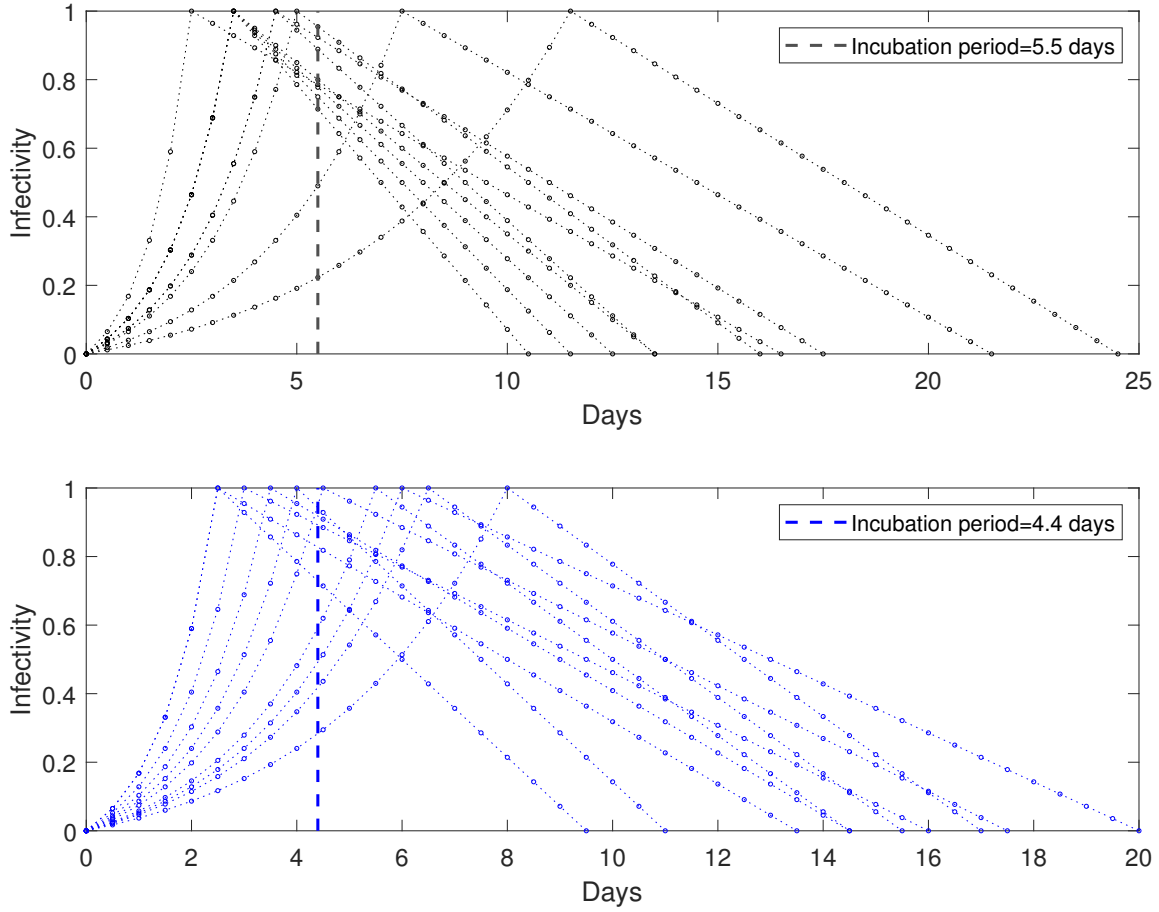 1
0.8
0.6
0.4
0.2
0
Infectivity
Incubation period=5.5 days
0 5 10 15 20 25
Days
1
0.8
0.6
0.4
0.2
0
Infectivity
Incubation period=4.4 days
0 2 4 6 8 10 12 14 16 18 20
Days